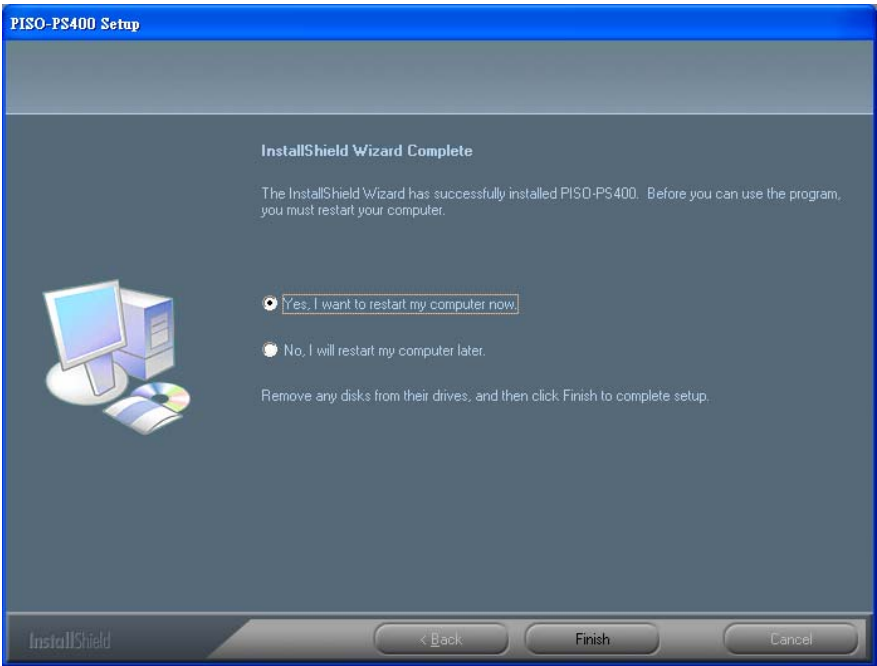 PISO-PS400 Setup
InstallShield Wizard Complete
The InstallShield Wizard has successfully installed PISO-PS400. Before you can use the program,
you must restart your computer.
Yes, I want to restart my computer now.
No, I will restart my computer later.
Remove any disks from their drives, and then click Finish to complete setup.
InstallShield
< Back
Finish
Cancel